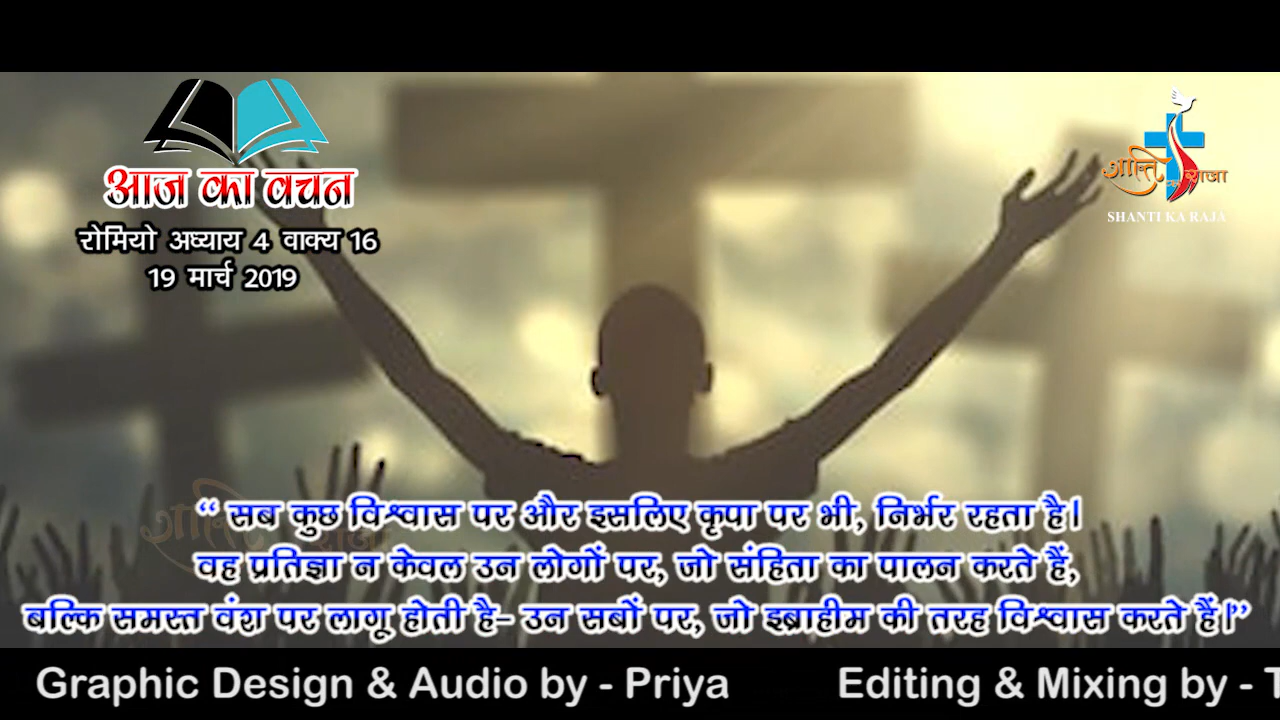 आज का वचन
रोमियो अध्याय 4 वाक्य 16
19 मार्च 2019
शान्ति का राजा
SHANTI KA RAJA
“ सब कुछ विश्वास पर और इसलिए कृपा पर भी, निर्भर रहता है।
वह प्रतिज्ञा न केवल उन लोगों पर, जो संहिता का पालन करते हैं,
बल्कि समस्त वंश पर लागू होती है- उन सबों पर, जो इब्राहीम की तरह विश्वास करते हैं।”
Graphic Design & Audio by - Priya Editing & Mixing by -